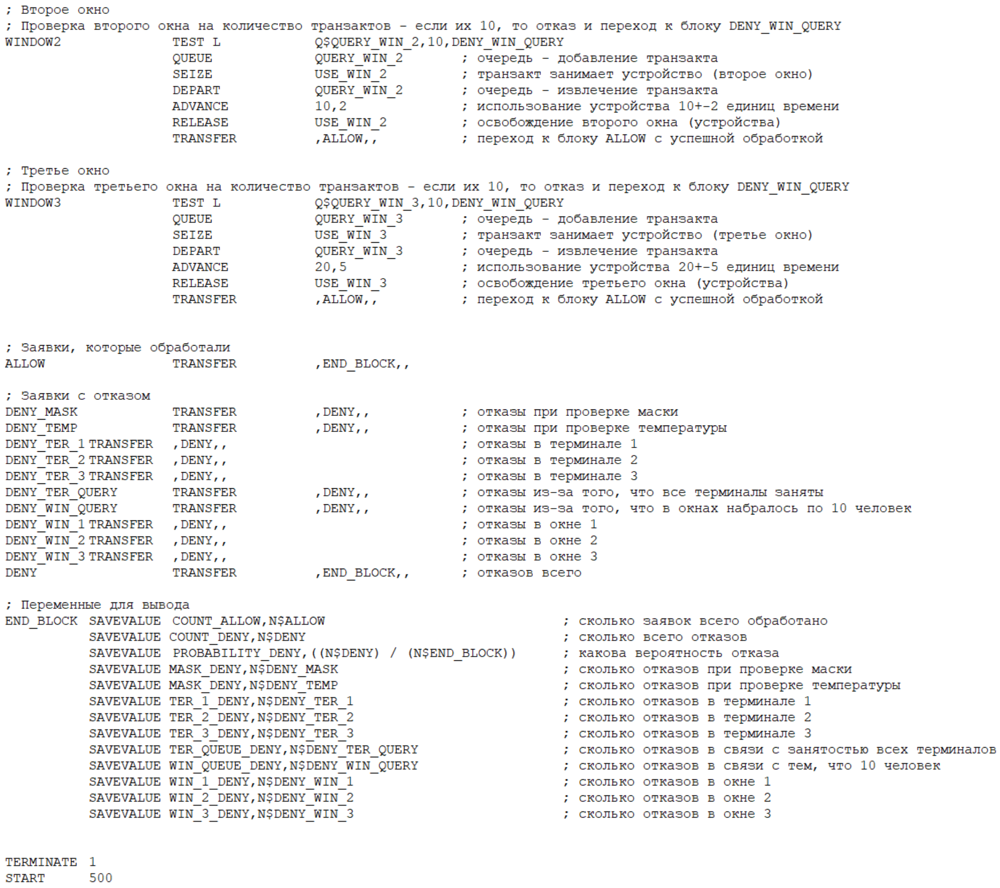 ; Второе окно
; Проверка второго окна на количество транзактов - если их 10, то отказ и переход к блоку DENY_WIN_QUERY
WINDOW2 TEST L Q$QUERY_WIN_2,10,DENY_WIN_QUERY
QUEUE QUERY_WIN_2 ; очередь - добавление транзакта
SEIZE USE_WIN_2 ; транзакт занимает устройство (второе окно)
DEPART QUERY_WIN_2 ; очередь - извлечение транзакта
ADVANCE 10,2 ; использование устройства 10+-2 единиц времени
RELEASE USE_WIN_2 ; освобождение второго окна (устройства)
TRANSFER ,ALLOW,, ; переход к блоку ALLOW с успешной обработкой
; Третье окно
; Проверка третьего окна на количество транзактов - если их 10, то отказ и переход к блоку DENY_WIN_QUERY
WINDOW3 TEST L Q$QUERY_WIN_3,10,DENY_WIN_QUERY
QUEUE QUERY_WIN_3 ; очередь - добавление транзакта
SEIZE USE_WIN_3 ; транзакт занимает устройство (третье окно)
DEPART QUERY_WIN_3 ; очередь - извлечение транзакта
ADVANCE 20,5 ; использование устройства 20+-5 единиц времени
RELEASE USE_WIN_3 ; освобождение третьего окна (устройства)
TRANSFER ,ALLOW,, ; переход к блоку ALLOW с успешной обработкой
; Заявки, которые обработали
ALLOW TRANSFER ,END_BLOCK,,
; Заявки с отказом
DENY_MASK TRANSFER ,DENY,, ; отказы при проверке маски
DENY_TEMP TRANSFER ,DENY,, ; отказы при проверке температуры
DENY_TER_1 TRANSFER ,DENY,, ; отказы в терминале 1
DENY_TER_2 TRANSFER ,DENY,, ; отказы в терминале 2
DENY_TER_3 TRANSFER ,DENY,, ; отказы в терминале 3
DENY_TER_QUERY TRANSFER ,DENY,, ; отказы из-за того, что все терминалы заняты
DENY_WIN_QUERY TRANSFER ,DENY,, ; отказы из-за того, что в окнах набралось по 10 человек
DENY_WIN_1 TRANSFER ,DENY,, ; отказы в окне 1
DENY_WIN_2 TRANSFER ,DENY,, ; отказы в окне 2
DENY_WIN_3 TRANSFER ,DENY,, ; отказы в окне 3
DENY TRANSFER ,END_BLOCK,, ; отказов всего
; Переменные для вывода
END_BLOCK SAVEVALUE COUNT_ALLOW,N$ALLOW ; сколько заявок всего обработано
SAVEVALUE COUNT_DENY,N$DENY ; сколько всего отказов
SAVEVALUE PROBABILITY_DENY,((N$DENY) / (N$END_BLOCK)) ; какова вероятность отказа
SAVEVALUE MASK_DENY,N$DENY_MASK ; сколько отказов при проверке маски
SAVEVALUE MASK_DENY,N$DENY_TEMP ; сколько отказов при проверке температуры
SAVEVALUE TER_1_DENY,N$DENY_TER_1 ; сколько отказов в терминале 1
SAVEVALUE TER_2_DENY,N$DENY_TER_2 ; сколько отказов в терминале 2
SAVEVALUE TER_3_DENY,N$DENY_TER_3 ; сколько отказов в терминале 3
SAVEVALUE TER_QUEUE_DENY,N$DENY_TER_QUERY ; сколько отказов в связи с занятостью всех терминалов
SAVEVALUE WIN_QUEUE_DENY,N$DENY_WIN_QUERY ; сколько отказов в связи с тем, что 10 человек
SAVEVALUE WIN_1_DENY,N$DENY_WIN_1 ; сколько отказов в окне 1
SAVEVALUE WIN_2_DENY,N$DENY_WIN_2 ; сколько отказов в окне 2
SAVEVALUE WIN_3_DENY,N$DENY_WIN_3 ; сколько отказов в окне 3
TERMINATE 1
START 500